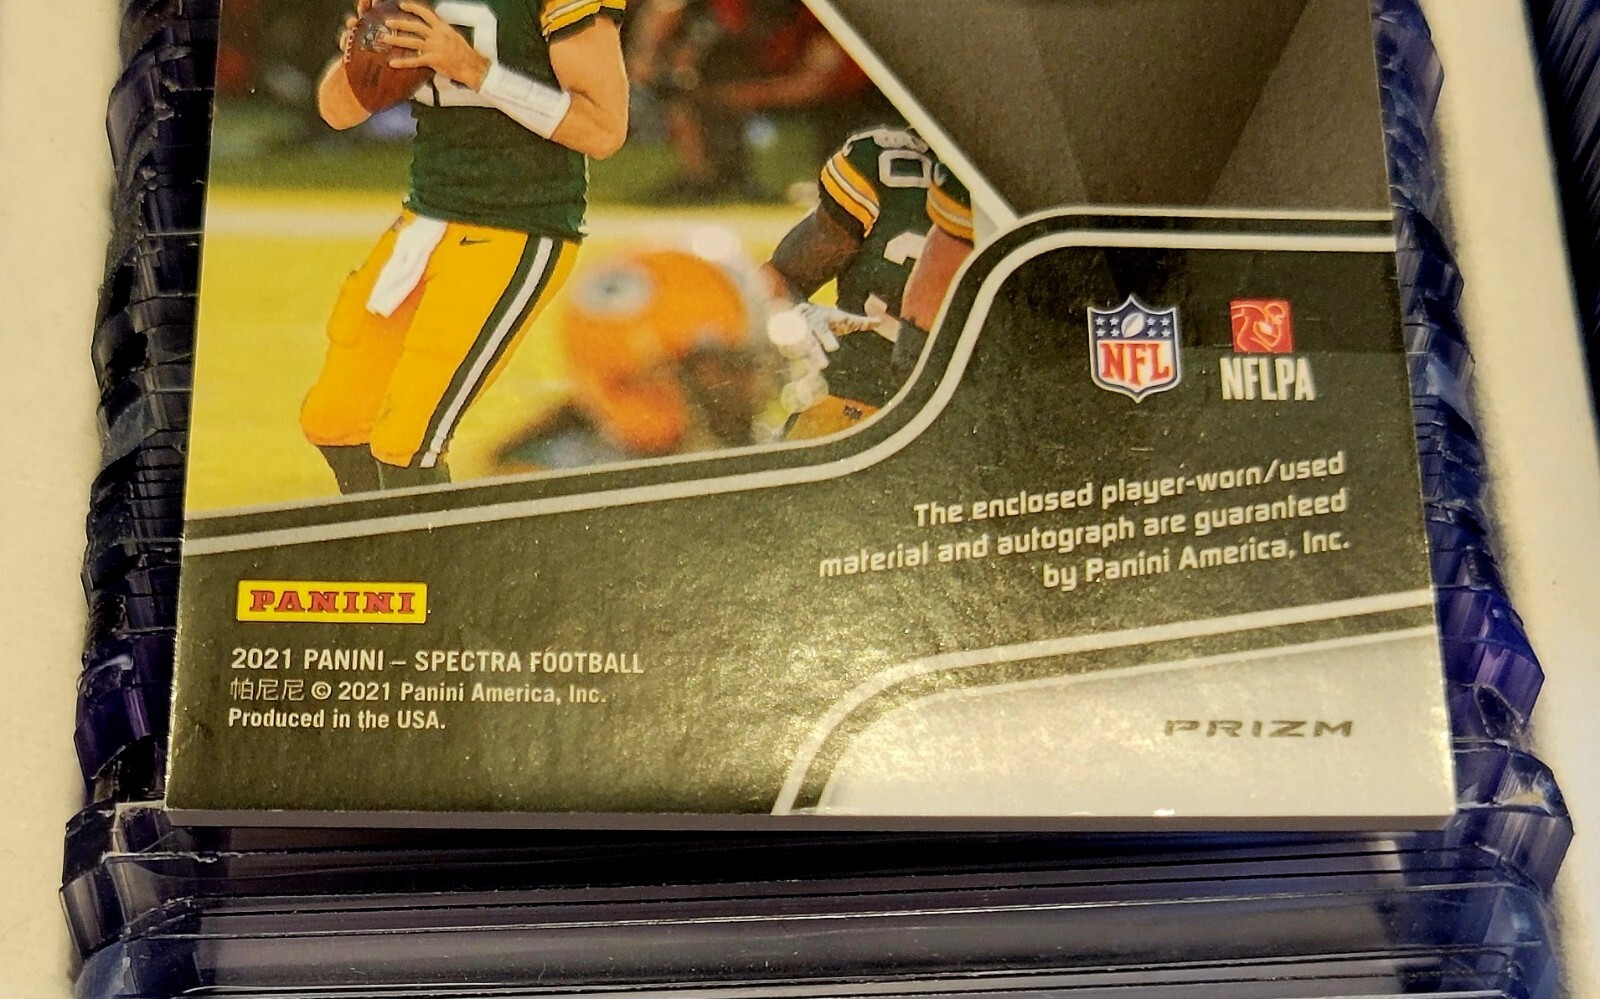 NFL
NFLPA
The enclosed player-worn/used
material and autograph are guaranteed
by Panini America, Inc.
PANINI
2021 PANINI – SPECTRA FOOTBALL
帕尼尼 © 2021 Panini America, Inc.
Produced in the USA.
PRIZM